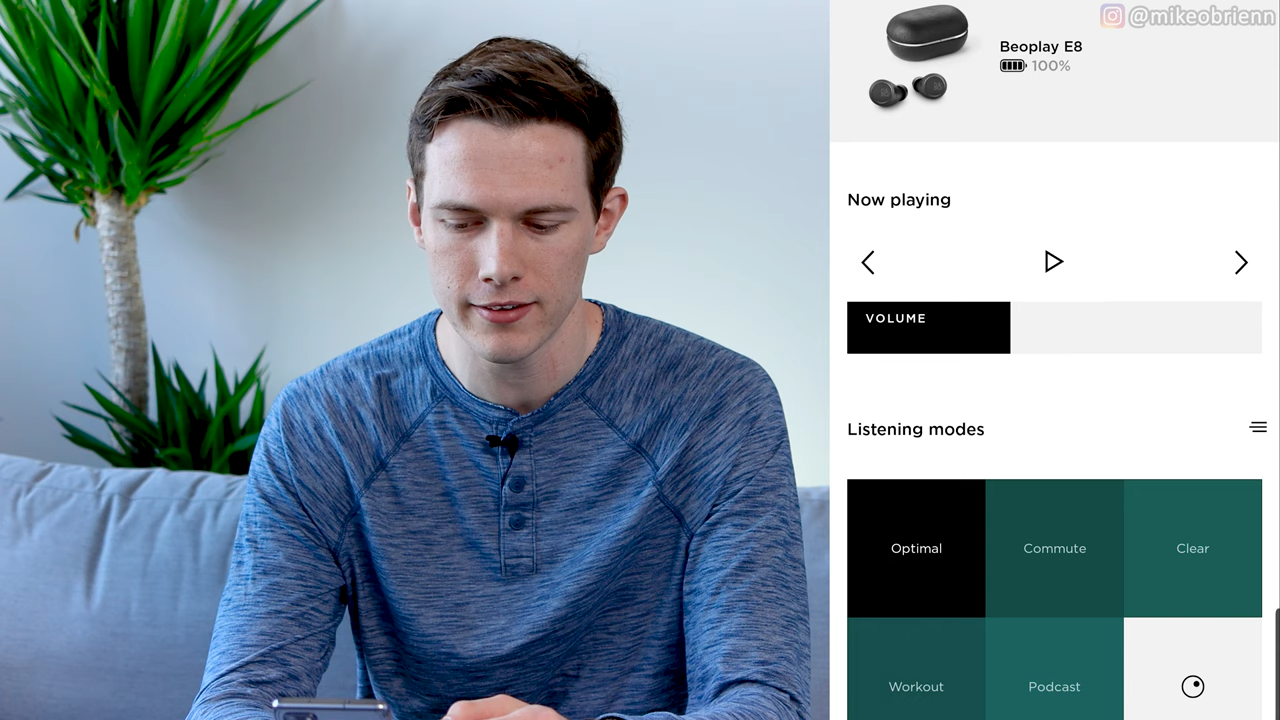 @mikeobrienn
Beoplay E8
100%
Now playing
VOLUME
Listening modes
Optimal
Commute
Clear
Workout
Podcast